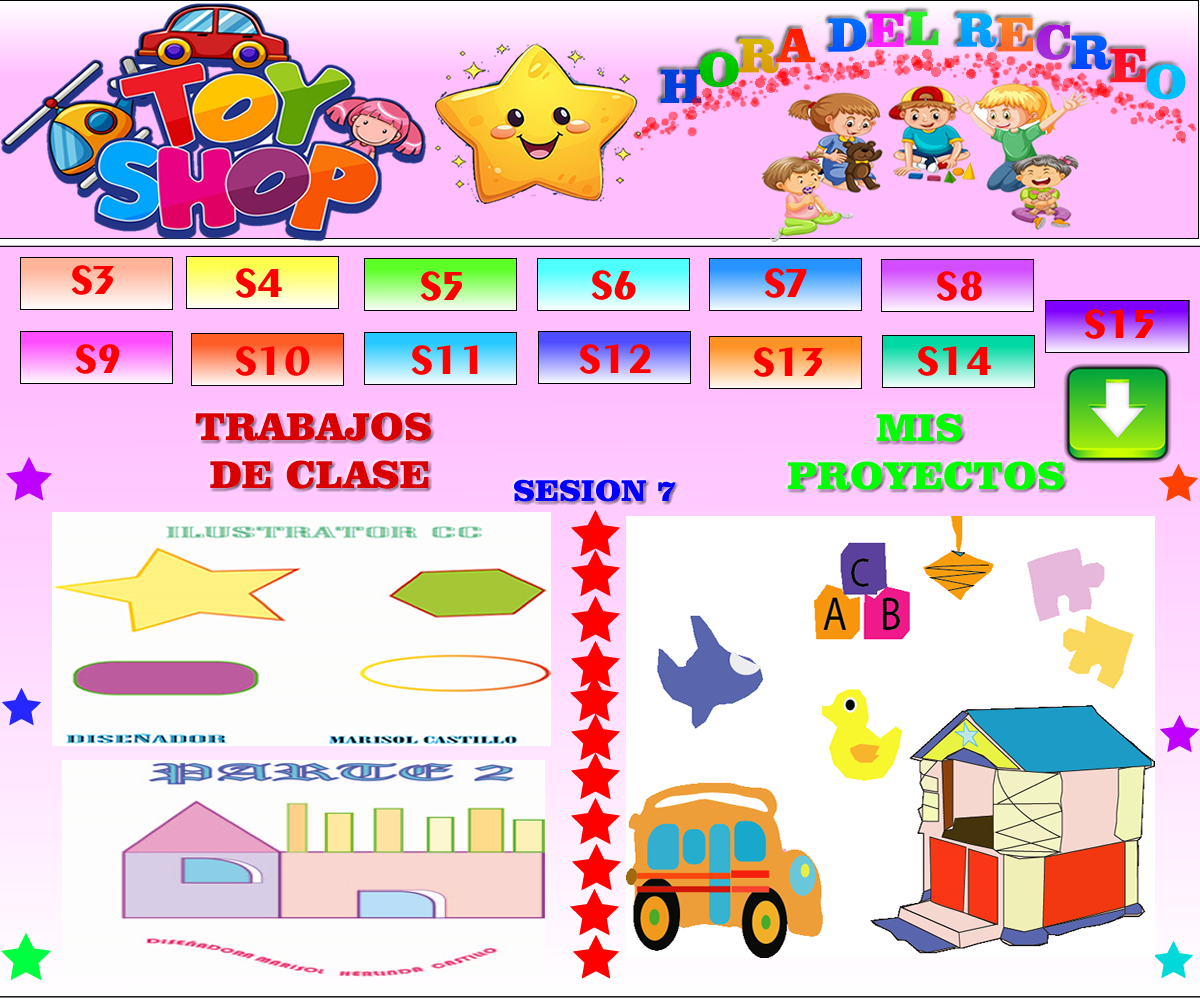 TOY
SHOP
HORA DEL RECREO
S3
S4
S5
S6
S7
S8
S15
S9
S10
S11
S12
S13
S14
TRABAJOS
DE CLASE
MIS
PROYECTOS
SESION 7
ILUSTRATOR CC
DISEÑADOR
MARISOL CASTILLO
C
A
B
PARTE 2
DISEÑADORA MARISOL HERLINDA CASTILLO